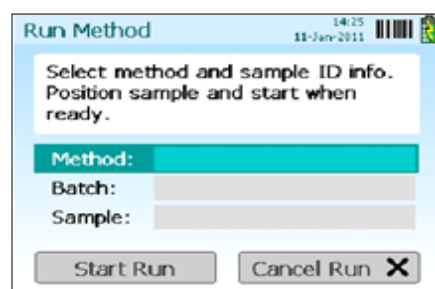 Run Method
14:25
11-Jan-2011
Select method and sample ID info.
Position sample and start when
ready.
Method:
Batch:
Sample:
Start Run
Cancel Run